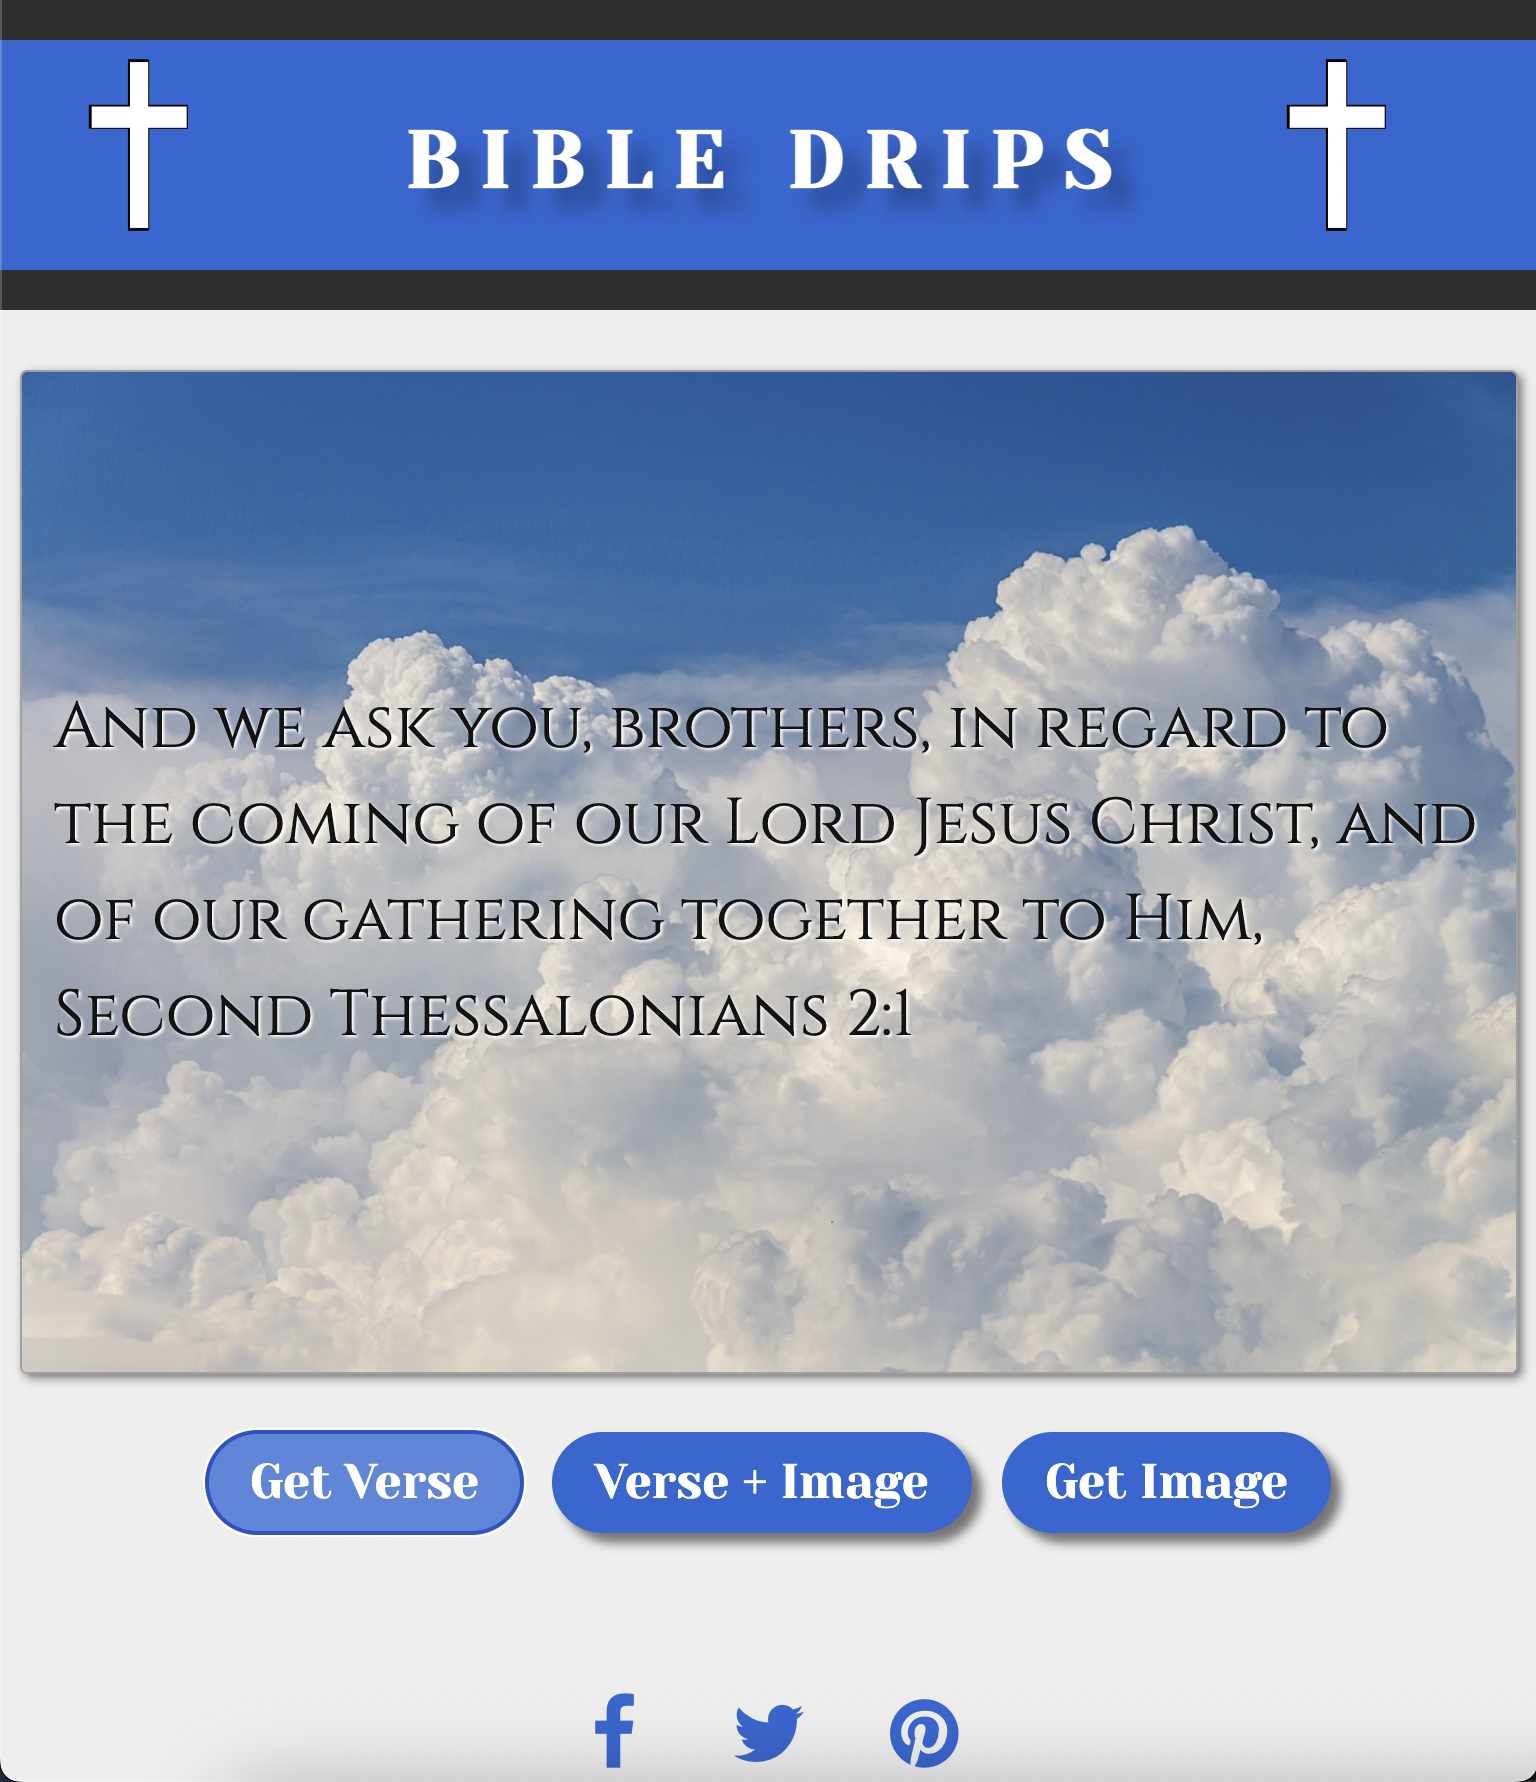 BIBLE DRIPS
And we ask you, brothers, in regard to
the coming of our Lord Jesus Christ, and
of our gathering together to Him,
Second Thessalonians 2:1
Get Verse
Verse + Image
Get Image